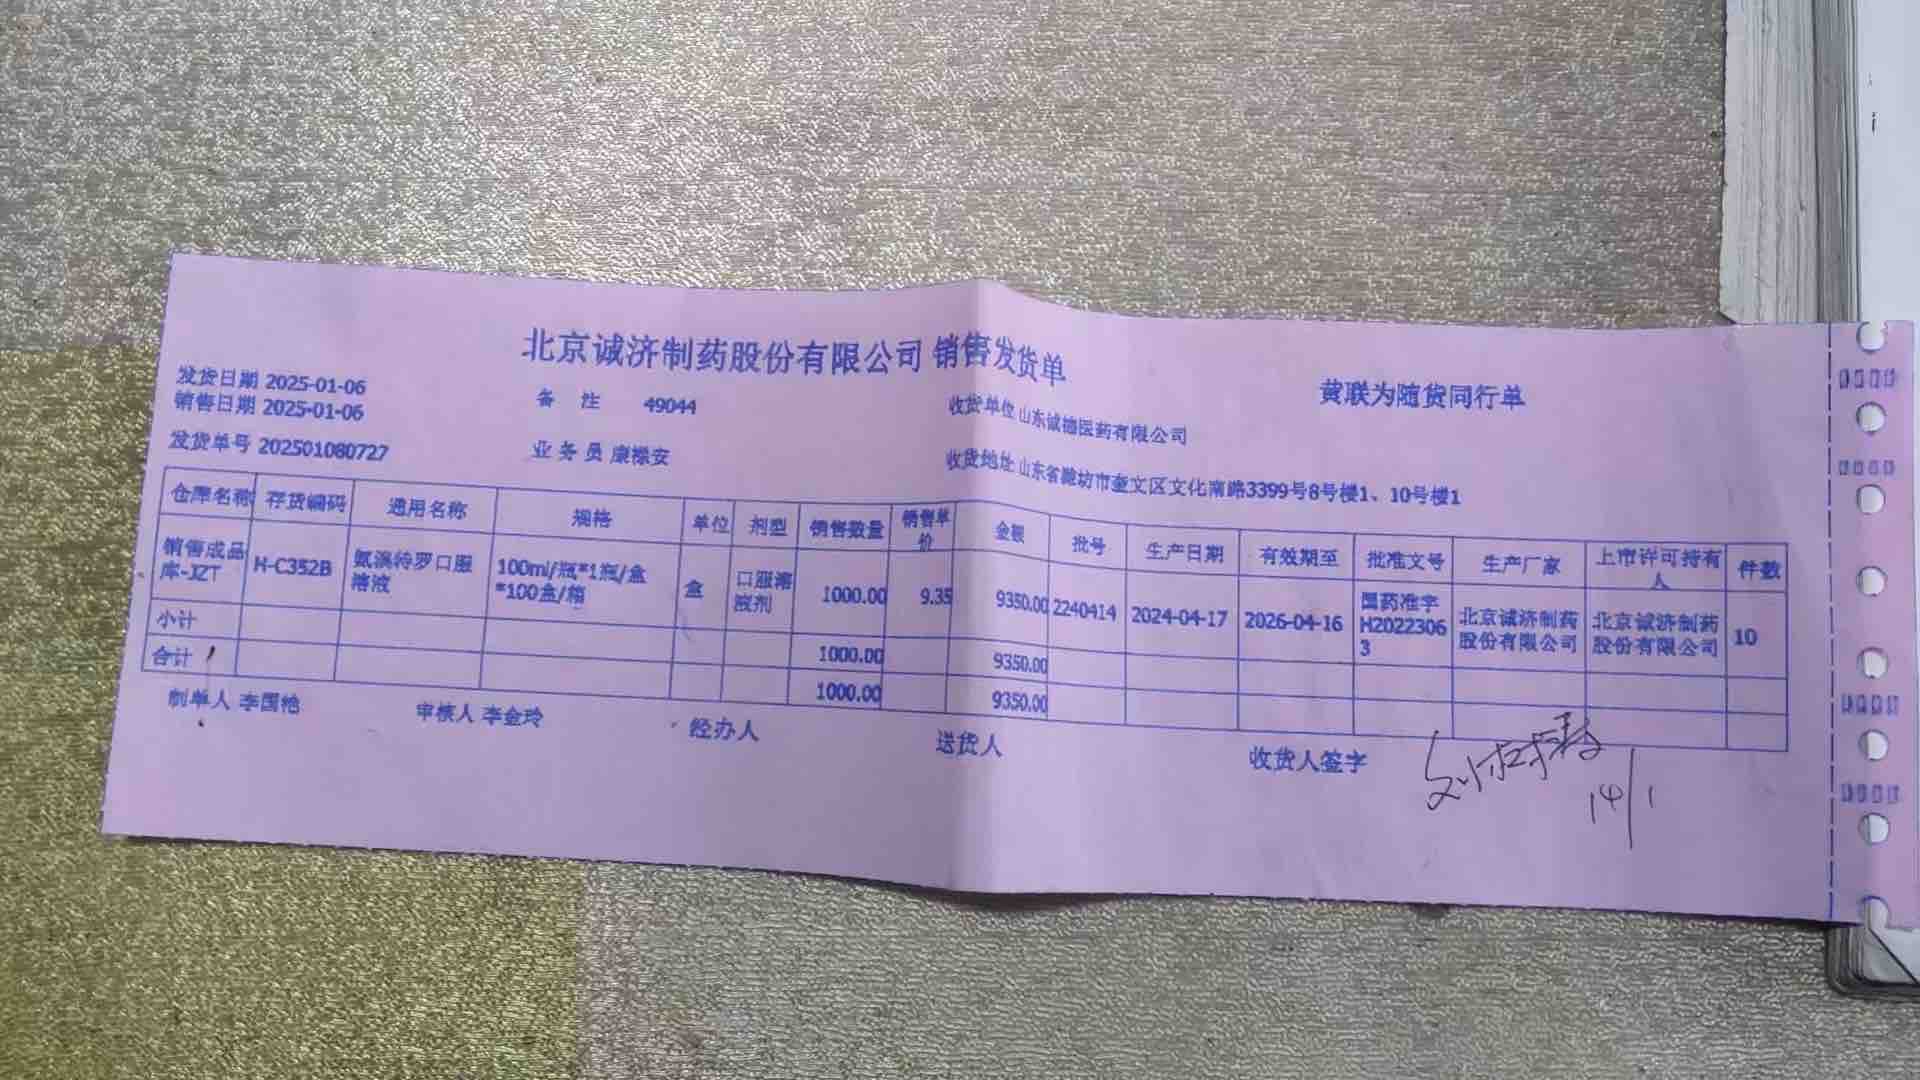 北京诚济制药股份有限公司 销售发货单
黄联为随货同行单
发货日期 2025-01-06
销售日期 2025-01-06
备 注 49044
收货单位 山东诚德医药有限公司
发货单号 202501080727
业 务 员 康禄安
收货地址 山东省潍坊市奎文区文化南路3399号8号楼1、10号楼1
仓库名称 存货编码 通用名称 规格 单位 剂型 销售数量 销售单价 金额 批号 生产日期 有效期至 批准文号 生产厂家 上市许可持有人 件数
销售成品库-JZT H-C352B 氨溴特罗口服溶液 100ml/瓶*1瓶/盒*100盒/箱 盒 口服溶液剂 1000.00 9.35 9350.00 2240414 2024-04-17 2026-04-16 国药准字H20223063 北京诚济制药股份有限公司 北京诚济制药股份有限公司 10
小计 1000.00 9350.00
合计 1000.00 9350.00
制单人 李国艳 审核人 李金玲 经办人 送货人 收货人签字
14/1